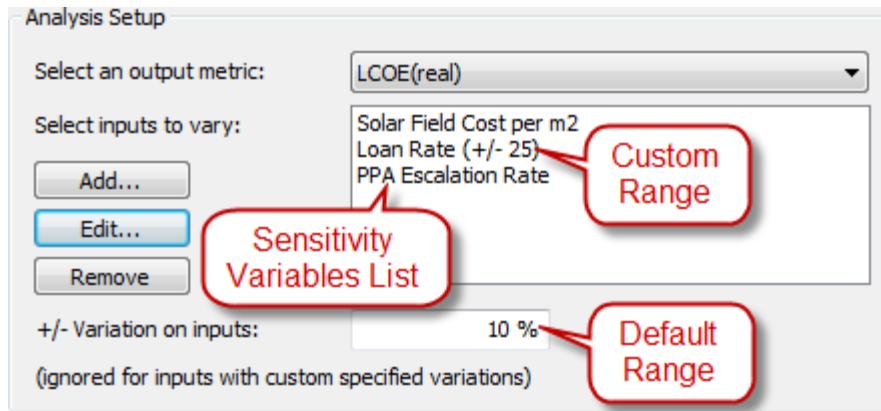 Analysis Setup
Select an output metric:
LCOE(real)
Select inputs to vary:
Solar Field Cost per m2
Loan Rate (+/- 25)
PPA Escalation Rate
Custom
Range
Add...
Edit...
Remove
Sensitivity
Variables List
+/- Variation on inputs:
10 %
Default
Range
(ignored for inputs with custom specified variations)